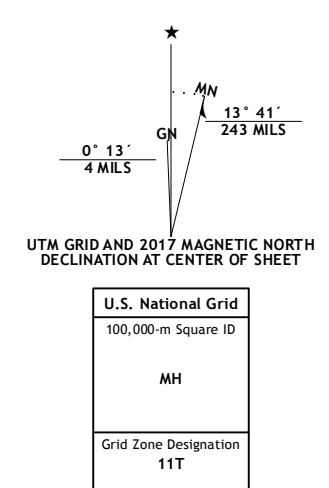 MN
13° 41´
243 MILS
GN
0° 13´
4 MILS
UTM GRID AND 2017 MAGNETIC NORTH
DECLINATION AT CENTER OF SHEET
U.S. National Grid
100,000-m Square ID
MH
Grid Zone Designation
11T